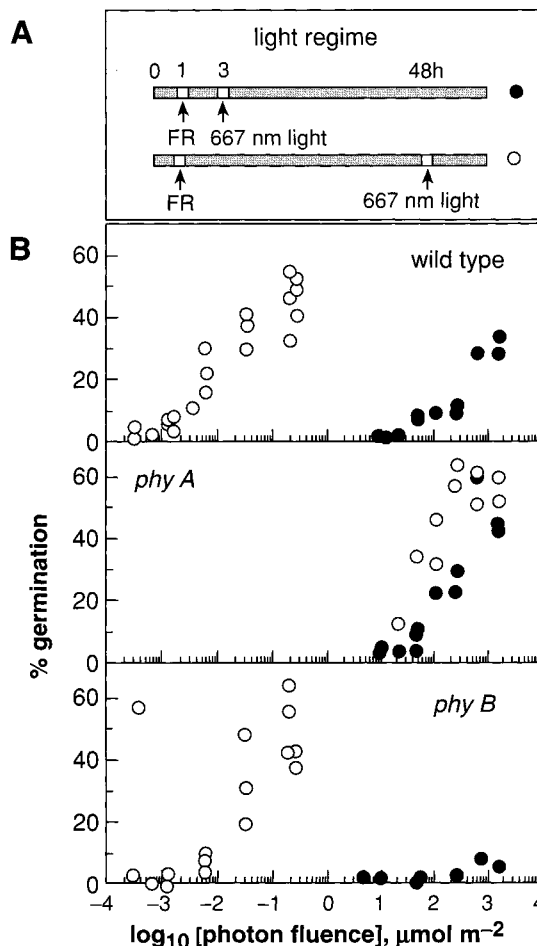 A
light regime
0 1 3 48h
FR 667 nm light
FR 667 nm light
B
wild type
60
40
20
0
phy A
60
40
20
0
phy B
60
40
20
0
% germination
−4 −3 −2 −1 0 1 2 3 4
log10 [photon fluence], μmol m−2